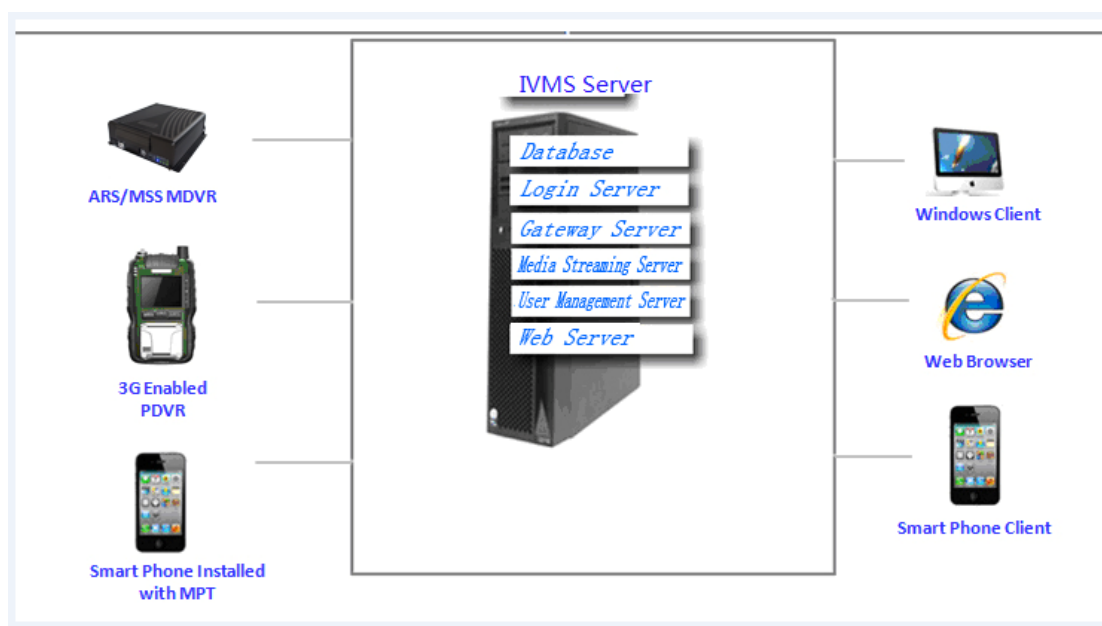 IVMS Server
Database
Login Server
Gateway Server
Media Streaming Server
User Management Server
Web Server
ARS/MSS MDVR
3G Enabled
PDVR
Smart Phone Installed
with MPT
Windows Client
Web Browser
Smart Phone Client